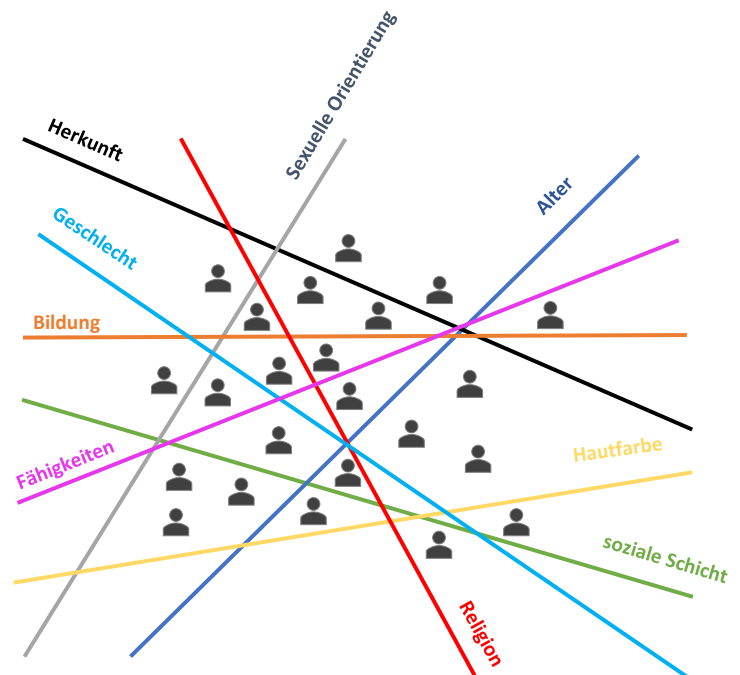 Sexuelle Orientierung
Herkunft
Alter
Geschlecht
Bildung
Hautfarbe
Fähigkeiten
soziale Schicht
Religion